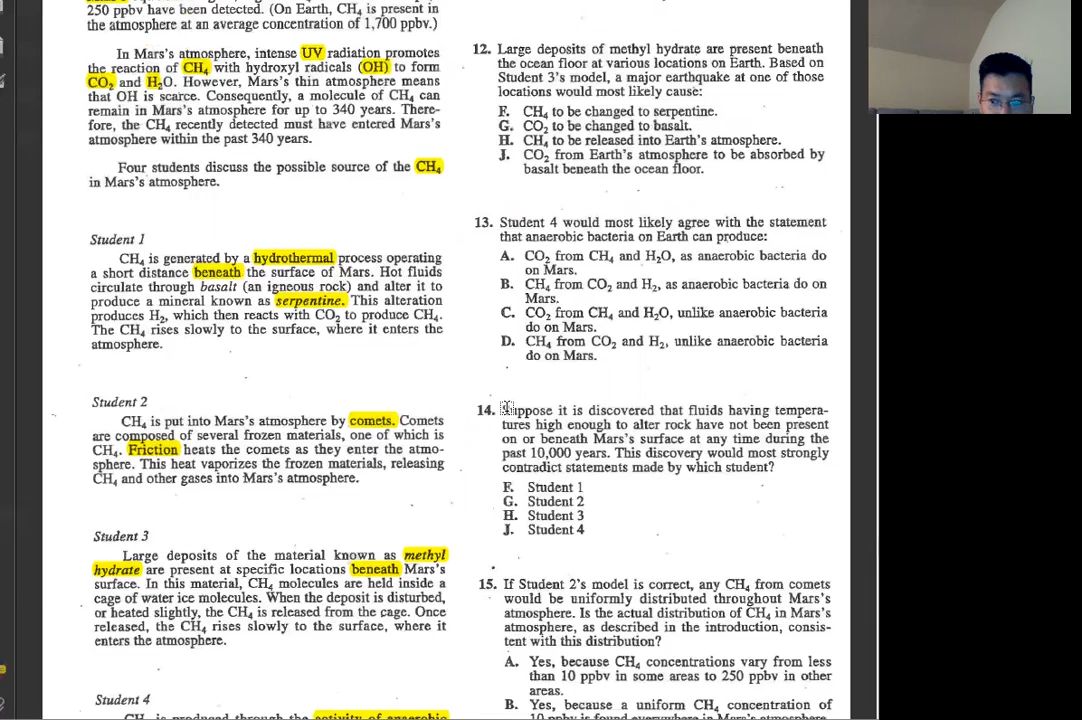 250 ppbv have been detected. (On Earth, CH₄ is present in
the atmosphere at an average concentration of 1,700 ppbv.)
In Mars's atmosphere, intense UV radiation promotes
the reaction of CH₄ with hydroxyl radicals (OH) to form
CO₂ and H₂O. However, Mars's thin atmosphere means
that OH is scarce. Consequently, a molecule of CH₄ can
remain in Mars's atmosphere for up to 340 years. There-
fore, the CH₄ recently detected must have entered Mars's
atmosphere within the past 340 years.
Four students discuss the possible source of the CH₄
in Mars's atmosphere.
Student 1
CH₄ is generated by a hydrothermal process operating
a short distance beneath the surface of Mars. Hot fluids
circulate through basalt (an igneous rock) and alter it to
produce a mineral known as serpentine. This alteration
produces H₂, which then reacts with CO₂ to produce CH₄.
The CH₄ rises slowly to the surface, where it enters the
atmosphere.
Student 2
CH₄ is put into Mars's atmosphere by comets. Comets
are composed of several frozen materials, one of which is
CH₄. Friction heats the comets as they enter the atmo-
sphere. This heat vaporizes the frozen materials, releasing
CH₄ and other gases into Mars's atmosphere.
Student 3
Large deposits of the material known as methyl
hydrate are present at specific locations beneath Mars's
surface. In this material, CH₄ molecules are held inside a
cage of water ice molecules. When the deposit is disturbed,
or heated slightly, the CH₄ is released from the cage. Once
released, the CH₄ rises slowly to the surface, where it
enters the atmosphere.
Student 4
is produced through the activity of anaerobic
12. Large deposits of methyl hydrate are present beneath
the ocean floor at various locations on Earth. Based on
Student 3's model, a major earthquake at one of those
locations would most likely cause:
F. CH₄ to be changed to serpentine.
G. CO₂ to be changed to basalt.
H. CH₄ to be released into Earth's atmosphere.
J. CO₂ from Earth's atmosphere to be absorbed by
basalt beneath the ocean floor.
13. Student 4 would most likely agree with the statement
that anaerobic bacteria on Earth can produce:
A. CO₂ from CH₄ and H₂O, as anaerobic bacteria do
on Mars.
B. CH₄ from CO₂ and H₂, as anaerobic bacteria do on
Mars.
C. CO₂ from CH₄ and H₂O, unlike anaerobic bacteria
do on Mars.
D. CH₄ from CO₂ and H₂, unlike anaerobic bacteria
do on Mars.
14. Suppose it is discovered that fluids having tempera-
tures high enough to alter rock have not been present
on or beneath Mars's surface at any time during the
past 10,000 years. This discovery would most strongly
contradict statements made by which student?
F. Student 1
G. Student 2
H. Student 3
J. Student 4
15. If Student 2's model is correct, any CH₄ from comets
would be uniformly distributed throughout Mars's
atmosphere. Is the actual distribution of CH₄ in Mars's
atmosphere, as described in the introduction, consis-
tent with this distribution?
A. Yes, because CH₄ concentrations vary from less
than 10 ppbv in some areas to 250 ppbv in other
areas.
B. Yes, because a uniform CH₄ concentration of
10 ppbv is found everywhere in Mars's atmosphere.